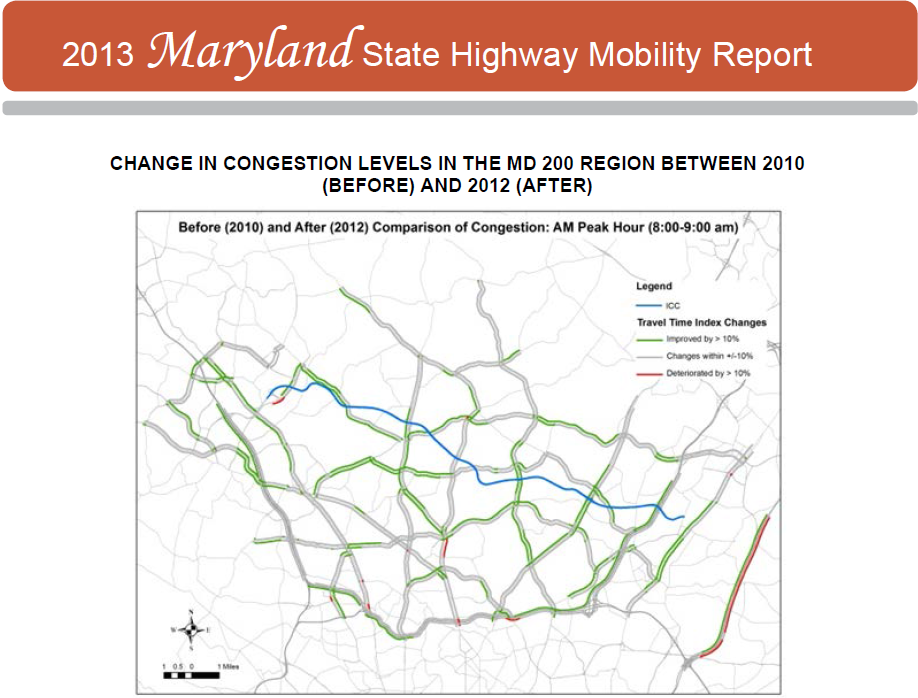 2013 Maryland State Highway Mobility Report
CHANGE IN CONGESTION LEVELS IN THE MD 200 REGION BETWEEN 2010
(BEFORE) AND 2012 (AFTER)
Before (2010) and After (2012) Comparison of Congestion: AM Peak Hour (8:00-9:00 am)
Legend
ICC
Travel Time Index Changes
Improved by > 10%
Changes within +/-10%
Deteriorated by > 10%
N
W E
S
1 0.5 0 1 Miles